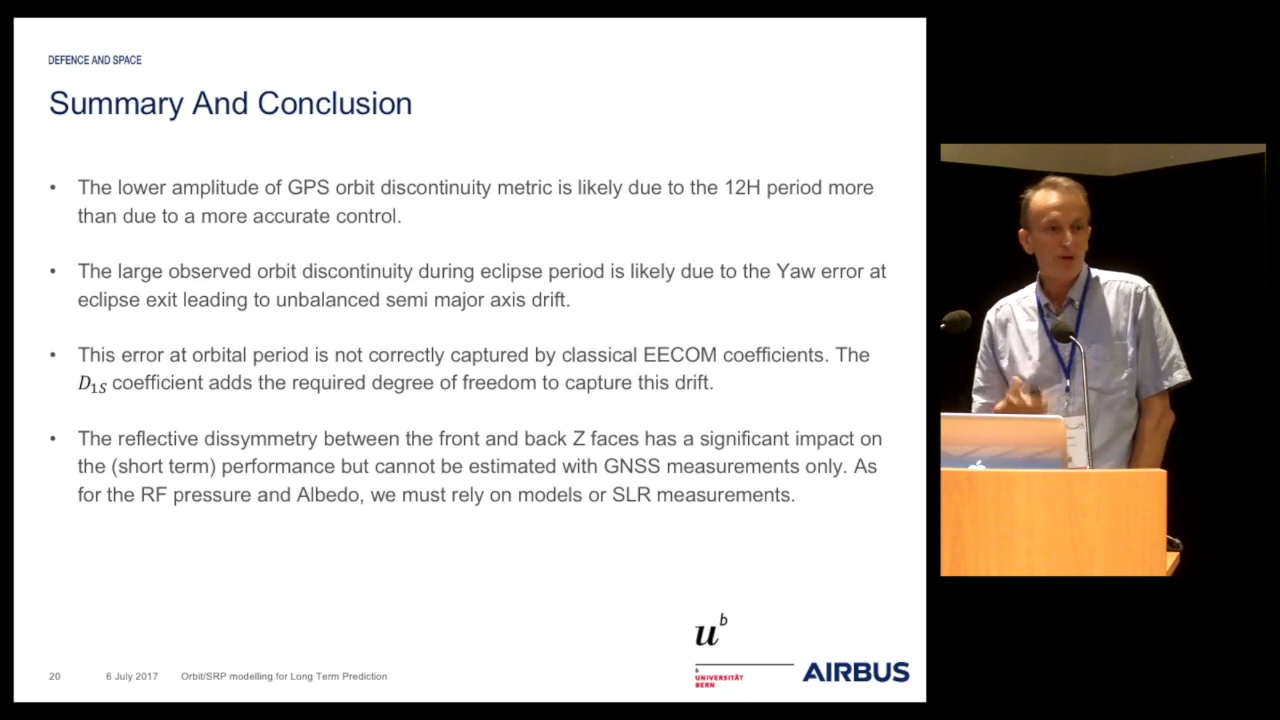 DEFENCE AND SPACE
Summary And Conclusion
• The lower amplitude of GPS orbit discontinuity metric is likely due to the 12H period more
than due to a more accurate control.
• The large observed orbit discontinuity during eclipse period is likely due to the Yaw error at
eclipse exit leading to unbalanced semi major axis drift.
• This error at orbital period is not correctly captured by classical EECOM coefficients. The
D1S coefficient adds the required degree of freedom to capture this drift.
• The reflective dissymmetry between the front and back Z faces has a significant impact on
the (short term) performance but cannot be estimated with GNSS measurements only. As
for the RF pressure and Albedo, we must rely on models or SLR measurements.
u b
b
UNIVERSITÄT
BERN
AIRBUS
20 6 July 2017 Orbit/SRP modelling for Long Term Prediction